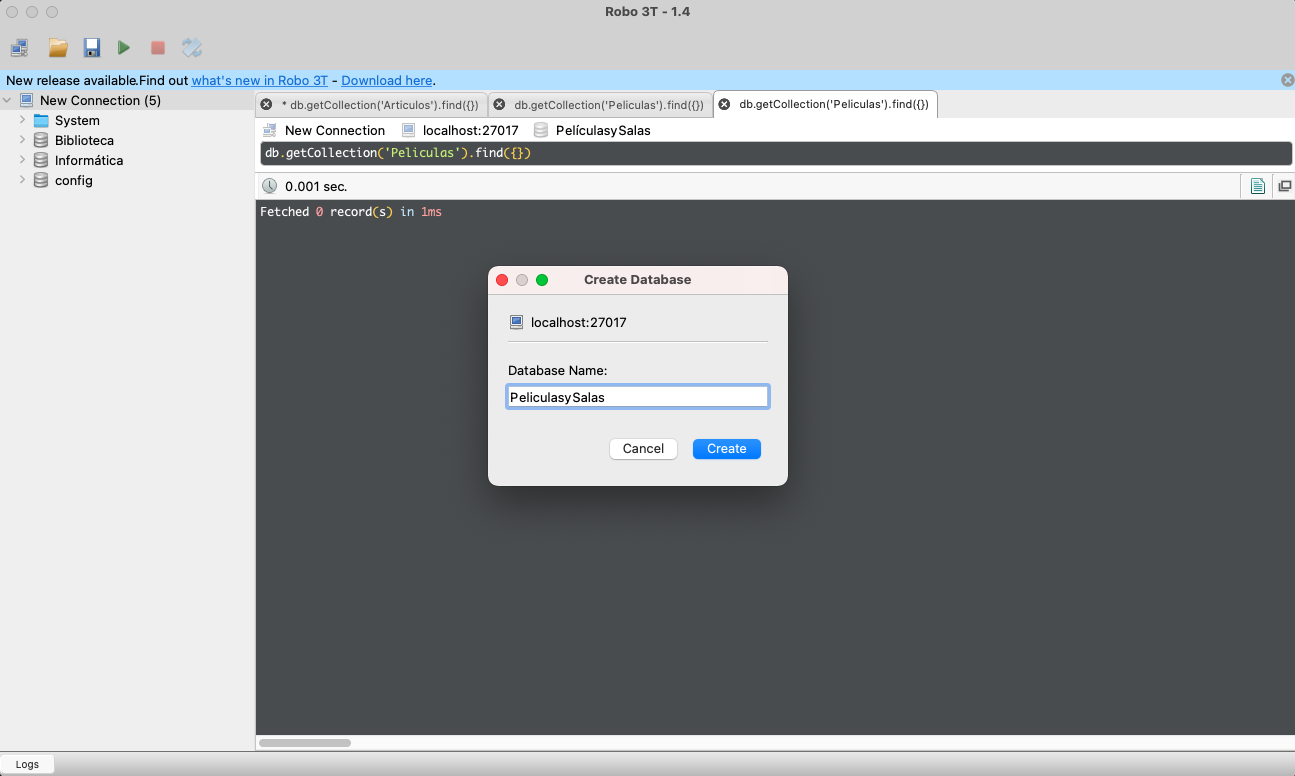 Robo 3T - 1.4
New release available.Find out what's new in Robo 3T - Download here.
New Connection (5)
System
Biblioteca
Informática
config
* db.getCollection('Articulos').find({})
db.getCollection('Peliculas').find({})
db.getCollection('Peliculas').find({})
New Connection localhost:27017 PelículasySalas
db.getCollection('Peliculas').find({})
0.001 sec.
Fetched 0 record(s) in 1ms
Create Database
localhost:27017
Database Name:
PeliculasySalas
Cancel Create
Logs